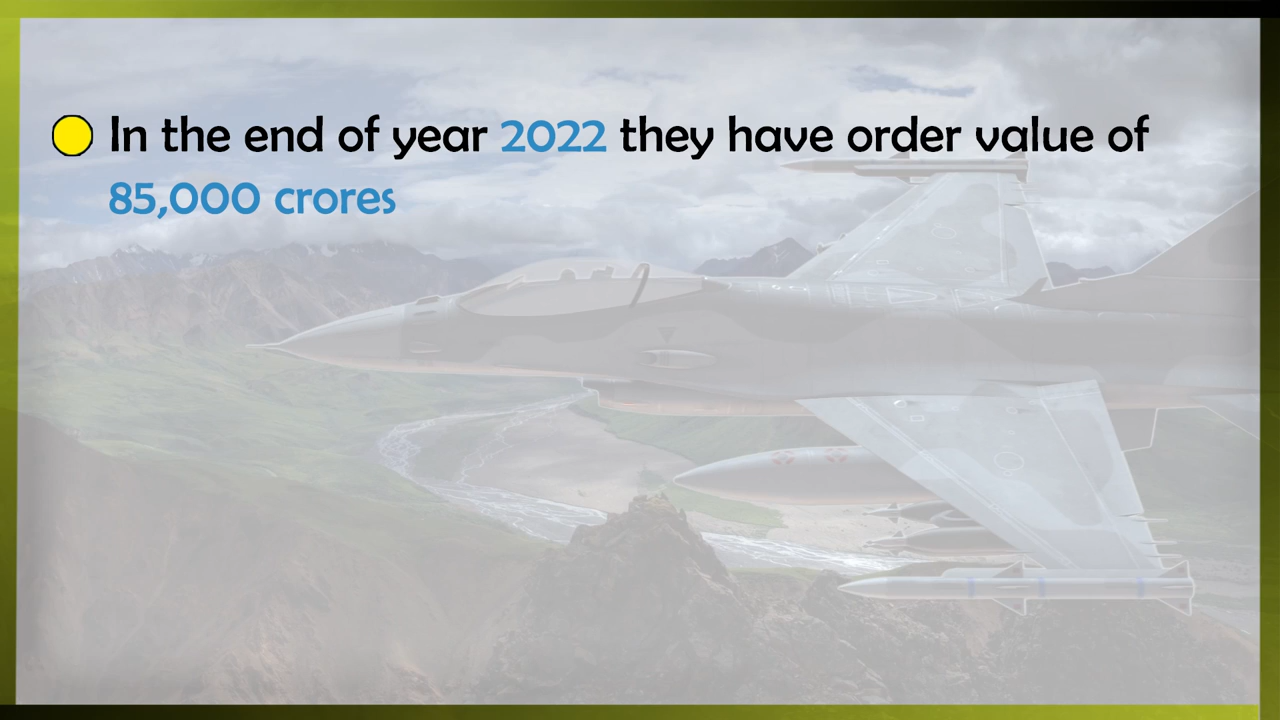 In the end of year 2022 they have order value of
85,000 crores